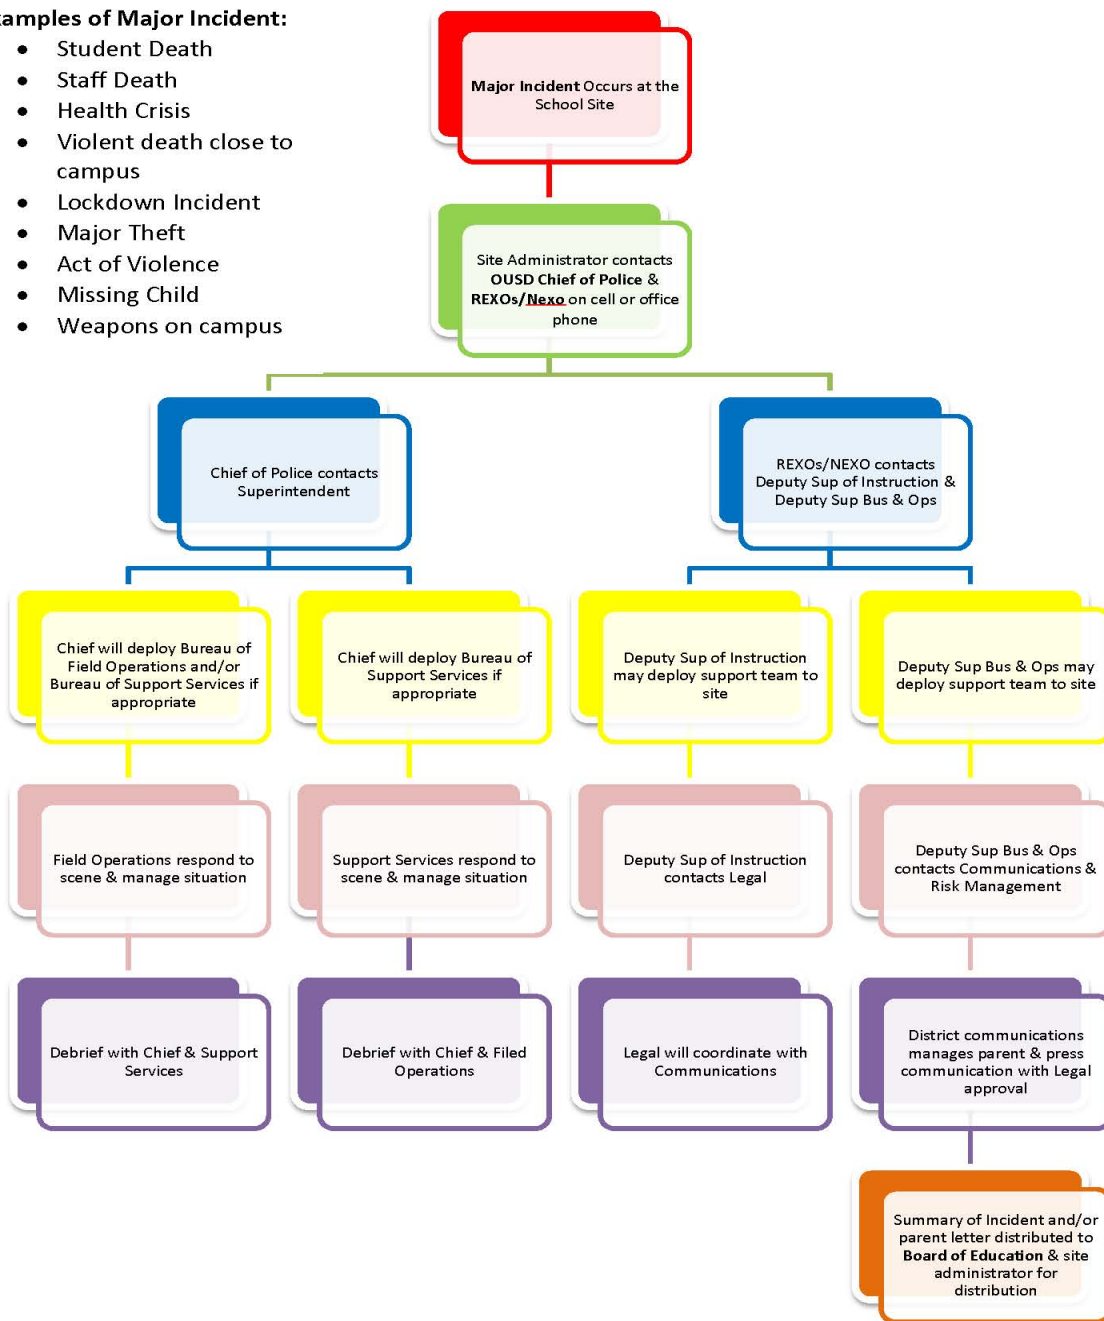 xamples of Major Incident:
• Student Death
• Staff Death
• Health Crisis
• Violent death close to
campus
• Lockdown Incident
• Major Theft
• Act of Violence
• Missing Child
• Weapons on campus
Major Incident Occurs at the
School Site
Site Administrator contacts
OUSD Chief of Police &
REXOs/Nexo on cell or office
phone
Chief of Police contacts
Superintendent
REXOs/NEXO contacts
Deputy Sup of Instruction &
Deputy Sup Bus & Ops
Chief will deploy Bureau of
Field Operations and/or
Bureau of Support Services if
appropriate
Chief will deploy Bureau of
Support Services if
appropriate
Deputy Sup of Instruction
may deploy support team to
site
Deputy Sup Bus & Ops may
deploy support team to site
Field Operations respond to
scene & manage situation
Support Services respond to
scene & manage situation
Deputy Sup of Instruction
contacts Legal
Deputy Sup Bus & Ops
contacts Communications &
Risk Management
Debrief with Chief & Support
Services
Debrief with Chief & Filed
Operations
Legal will coordinate with
Communications
District communications
manages parent & press
communication with Legal
approval
Summary of Incident and/or
parent letter distributed to
Board of Education & site
administrator for
distribution